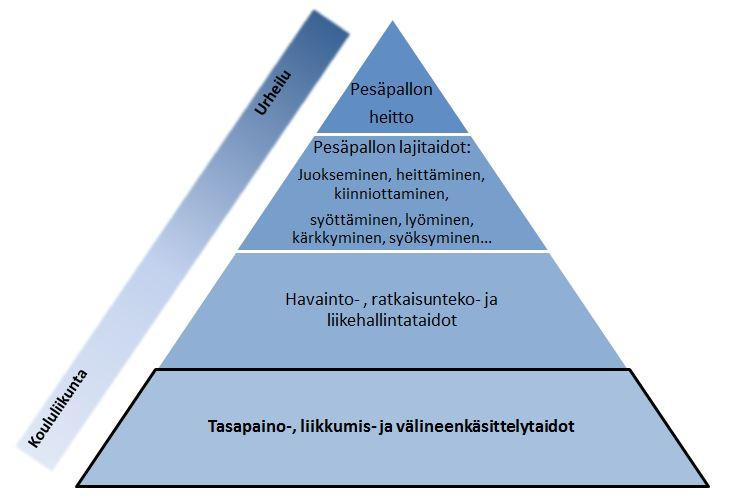 Urheilu
Koululiikunta
Pesäpallon
heitto
Pesäpallon lajitaidot:
Juokseminen, heittäminen,
kiinniottaminen,
syöttäminen, lyöminen,
kärkkyminen, syöksyminen...
Havainto- , ratkaisunteko- ja
liikehallintataidot
Tasapaino-, liikkumis- ja välineenkäsittelytaidot